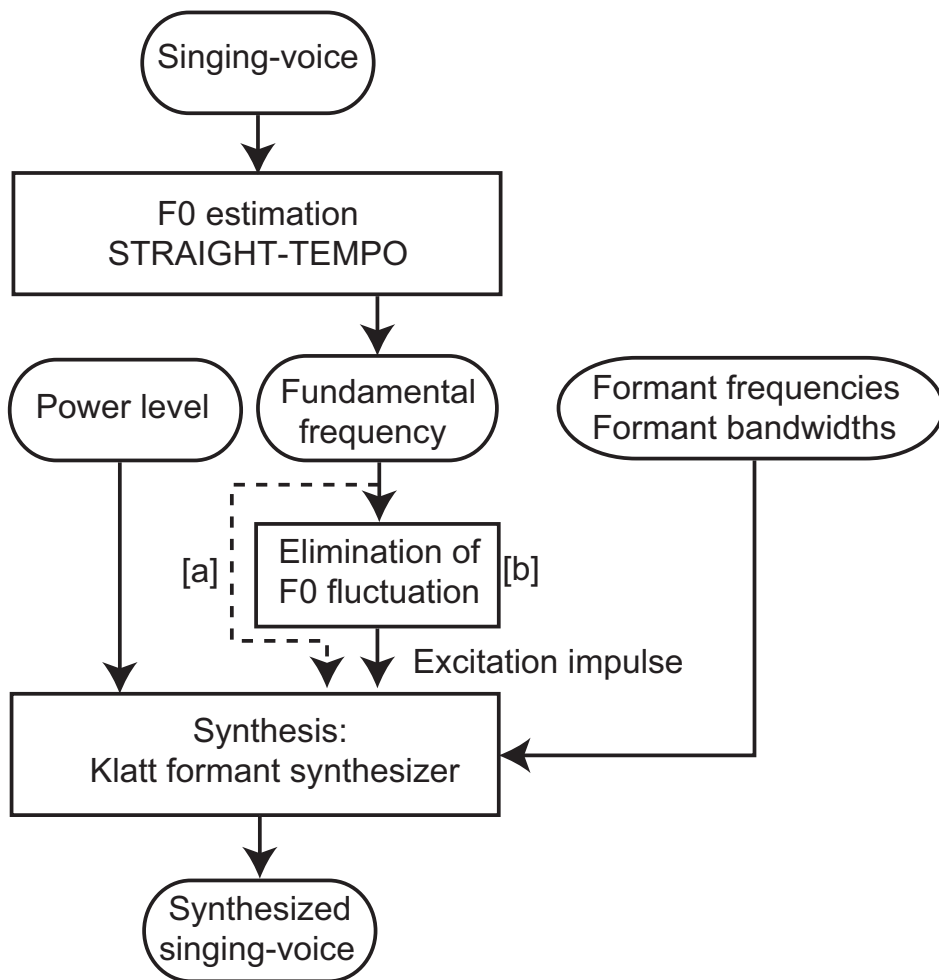 Singing-voice
F0 estimation
STRAIGHT-TEMPO
Power level
Fundamental
frequency
Formant frequencies
Formant bandwidths
[a]
Elimination of
F0 fluctuation
[b]
Excitation impulse
Synthesis:
Klatt formant synthesizer
Synthesized
singing-voice